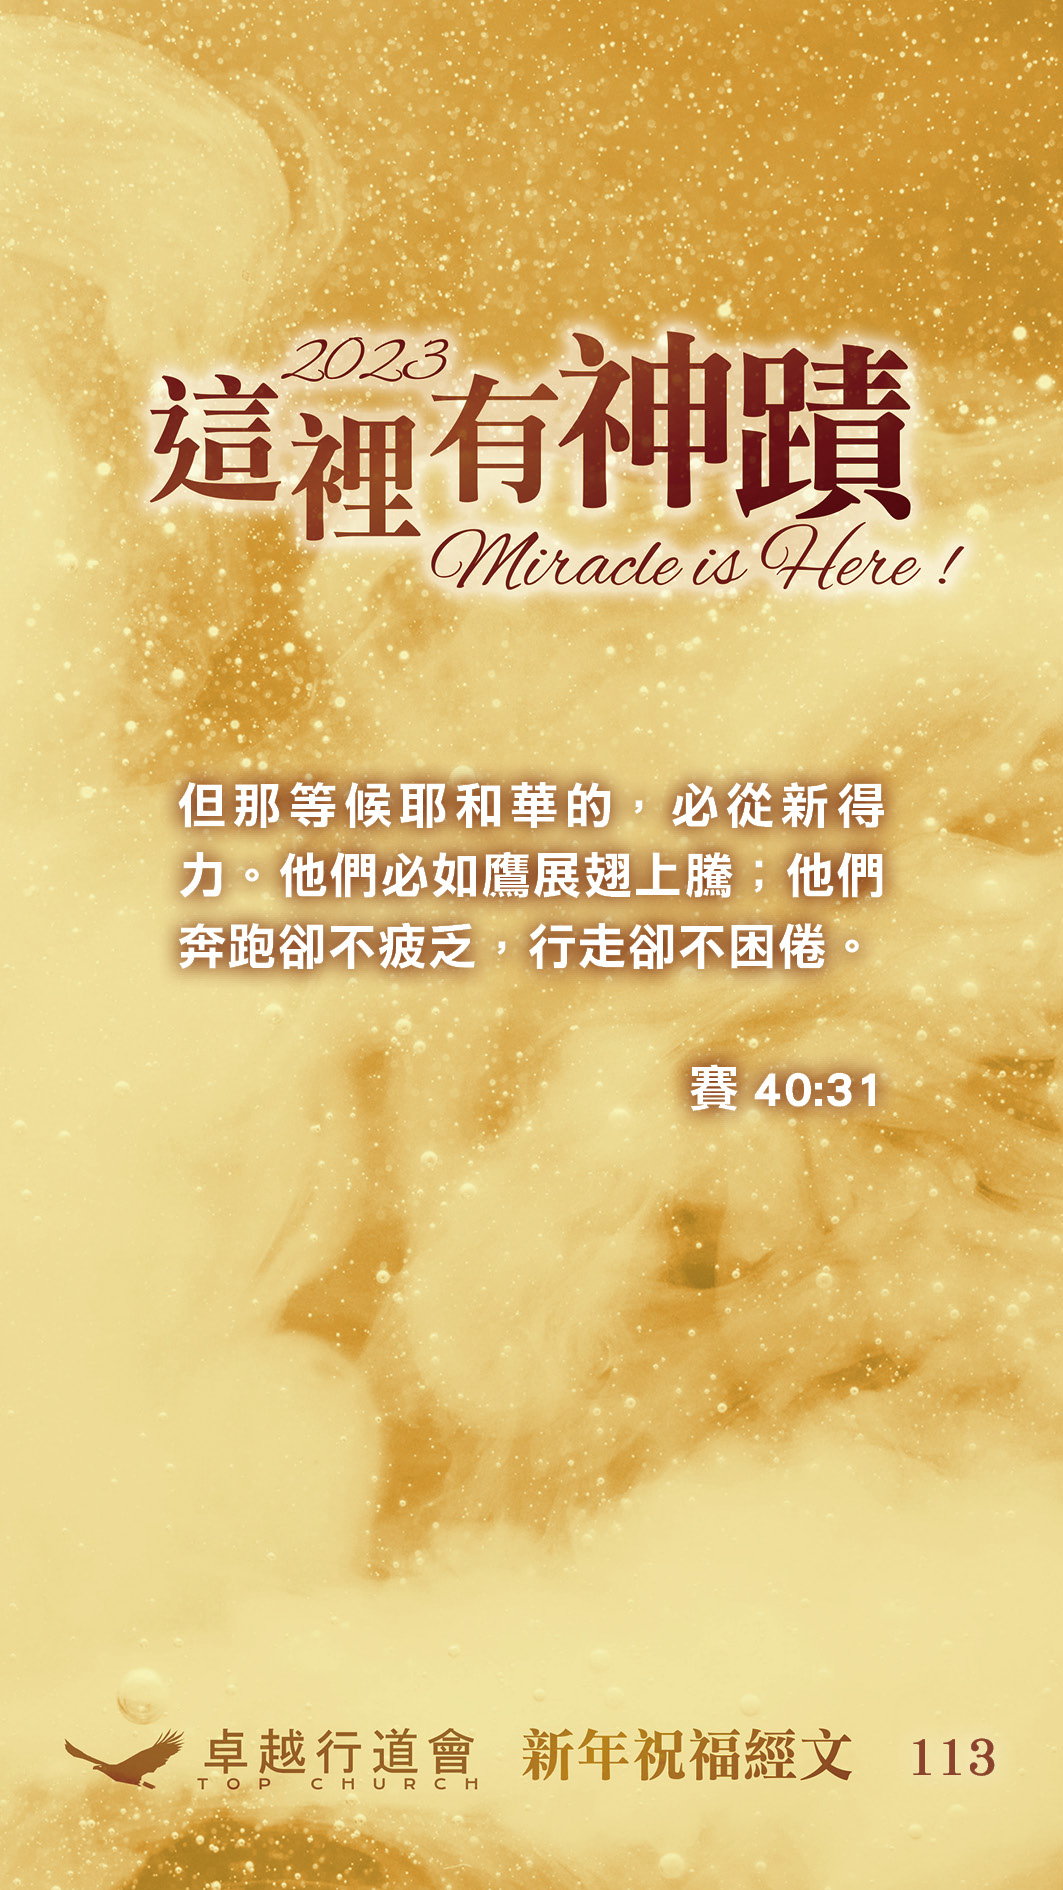 2023
這裡有神蹟
Miracle is Here !
但那等候耶和華的，必從新得
力。他們必如鷹展翅上騰；他們
奔跑卻不疲乏，行走卻不困倦。
賽 40:31
卓越行道會
TOP CHURCH
新年祝福經文
113